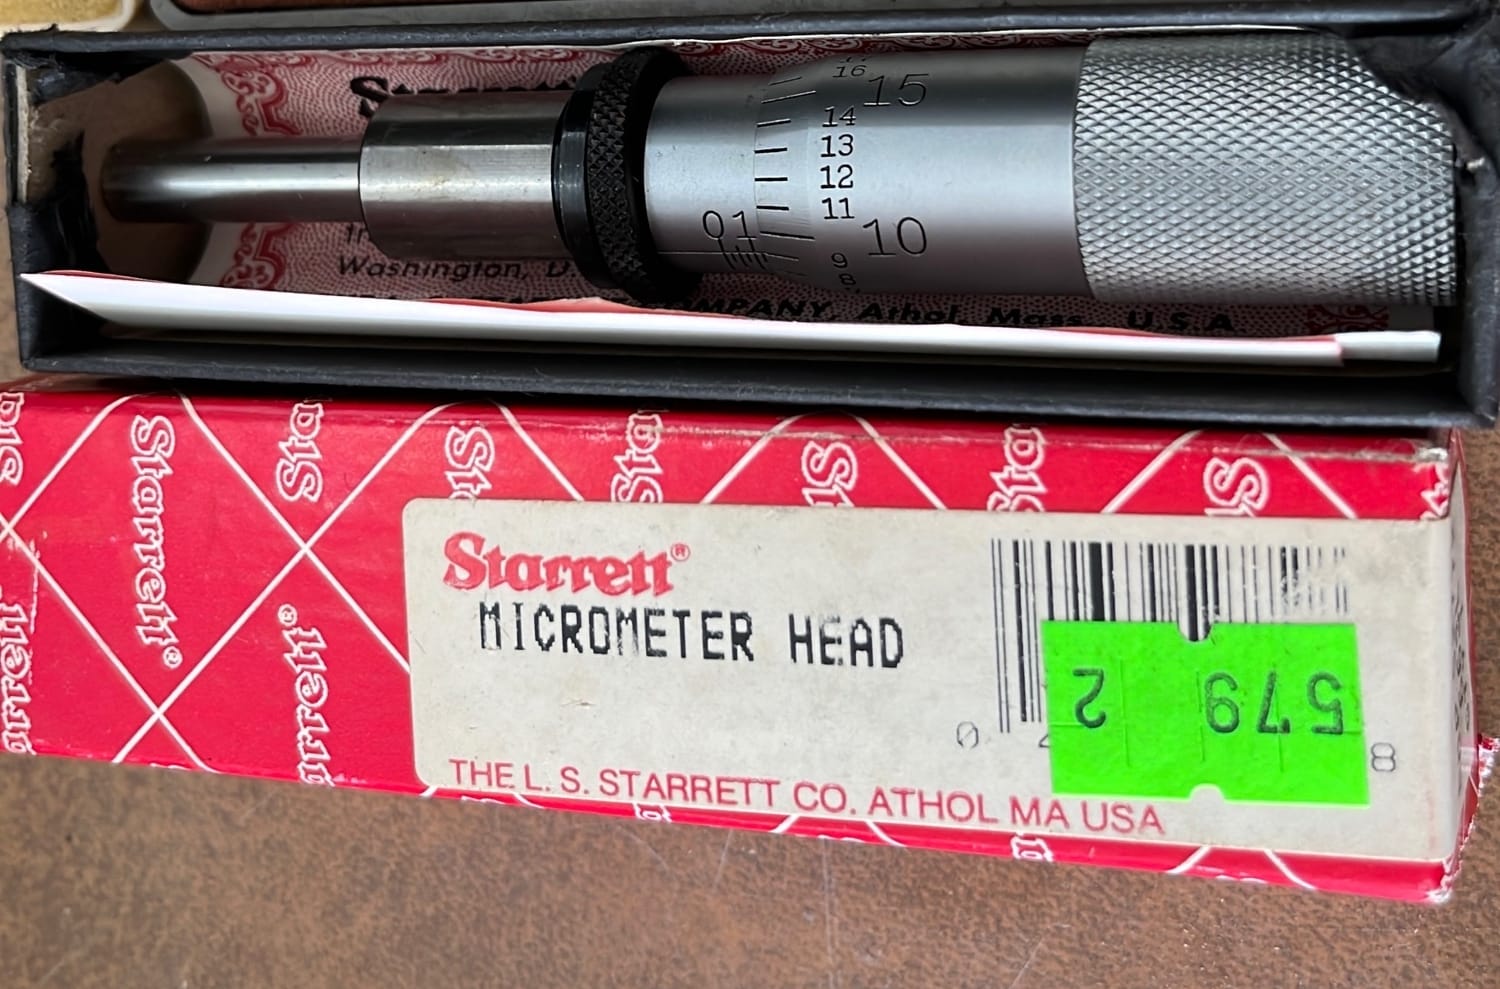 Starrett
16
15
14
13
12
11
10
9
8
0 1
Washington, D.
COMPANY, Athol, Mass., U.S.A
Starrett®
Starrett®
MICROMETER HEAD
579 2
0
8
THE L. S. STARRETT CO. ATHOL MA USA